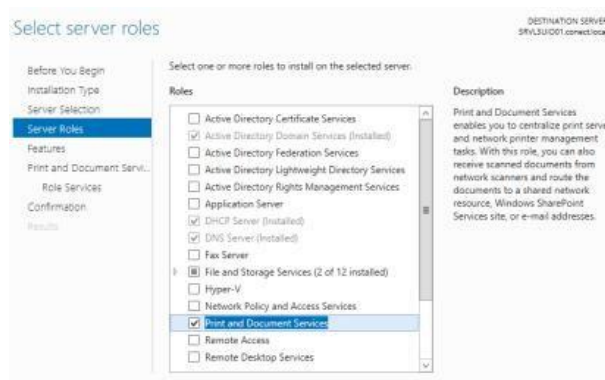 Select server roles
DESTINATION SERVER
SRVLSUIO01.conect.loca
Before You Begin
Installation Type
Server Selection
Server Roles
Features
Print and Document Servi...
Role Services
Confirmation
Results
Select one or more roles to install on the selected server.
Roles
Active Directory Certificate Services
Active Directory Domain Services (Installed)
Active Directory Federation Services
Active Directory Lightweight Directory Services
Active Directory Rights Management Services
Application Server
DHCP Server (Installed)
DNS Server (Installed)
Fax Server
File and Storage Services (2 of 12 installed)
Hyper-V
Network Policy and Access Services
Print and Document Services
Remote Access
Remote Desktop Services
Description
Print and Document Services
enables you to centralize print serve
and network printer management
tasks. With this role, you can also
receive scanned documents from
network scanners and route the
documents to a shared network
resource, Windows SharePoint
Services site, or e-mail addresses.